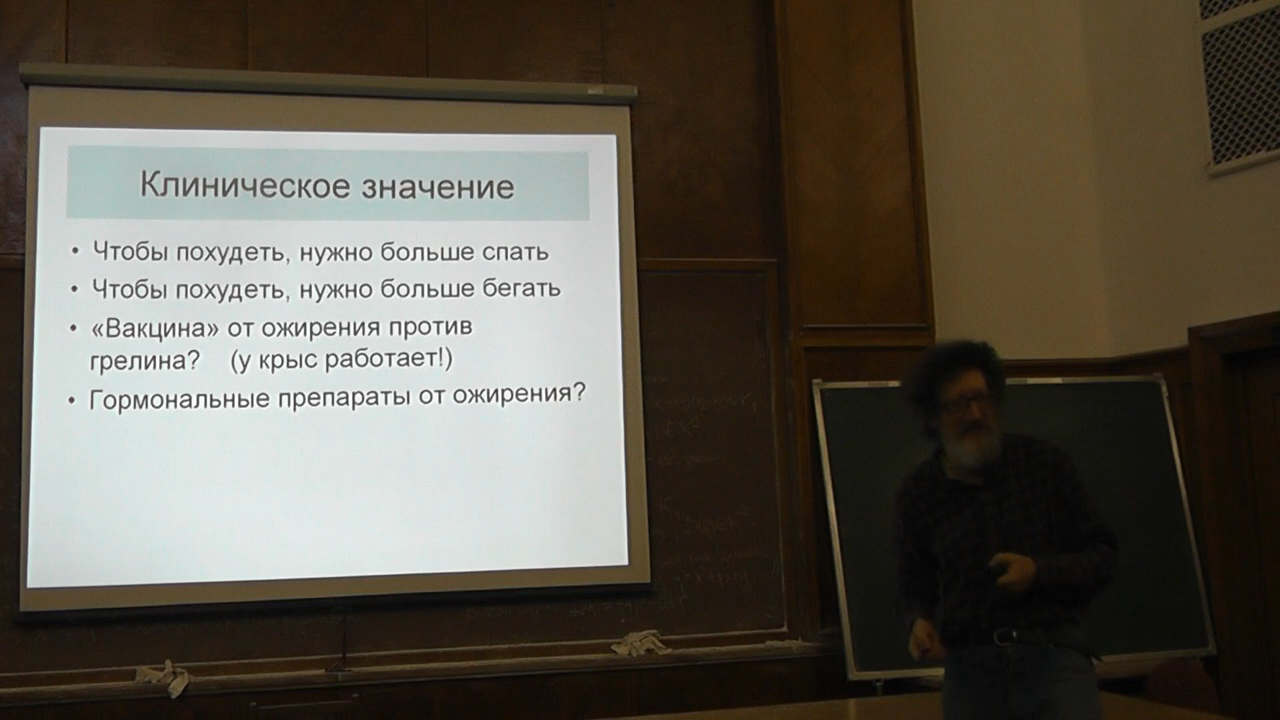 Клиническое значение
• Чтобы похудеть, нужно больше спать
• Чтобы похудеть, нужно больше бегать
• «Вакцина» от ожирения против
грелина? (у крыс работает!)
• Гормональные препараты от ожирения?